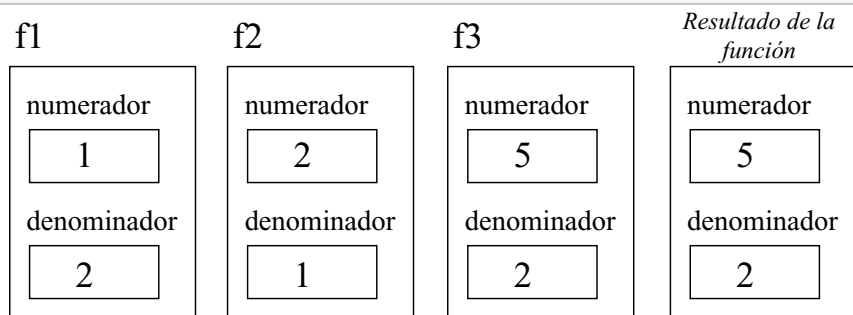 f1 f2 f3 Resultado de la
función
numerador numerador numerador numerador
1 2 5 5
denominador denominador denominador denominador
2 1 2 2